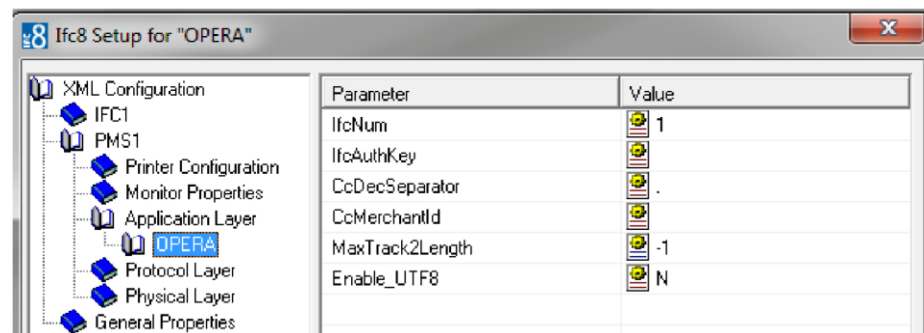 Ifc8 Setup for "OPERA"
XML Configuration
IFC1
PMS1
Printer Configuration
Monitor Properties
Application Layer
OPERA
Protocol Layer
Physical Layer
General Properties
Parameter Value
IfcNum 1
IfcAuthKey
CcDecSeparator .
CcMerchantId
MaxTrack2Length -1
Enable_UTF8 N